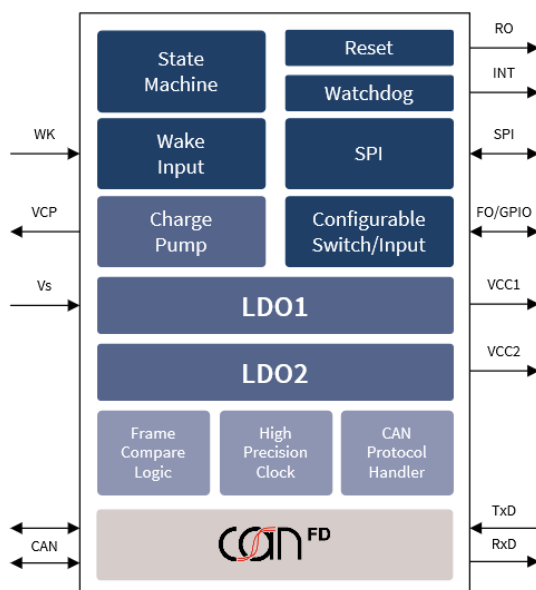 RO
State
Machine
Reset
INT
Watchdog
WK
Wake
Input
SPI
SPI
VCP
Charge
Pump
Configurable
Switch/Input
FO/GPIO
Vs
LDO1
VCC1
LDO2
VCC2
Frame
Compare
Logic
High
Precision
Clock
CAN
Protocol
Handler
CAN
CAN FD
TxD
RxD